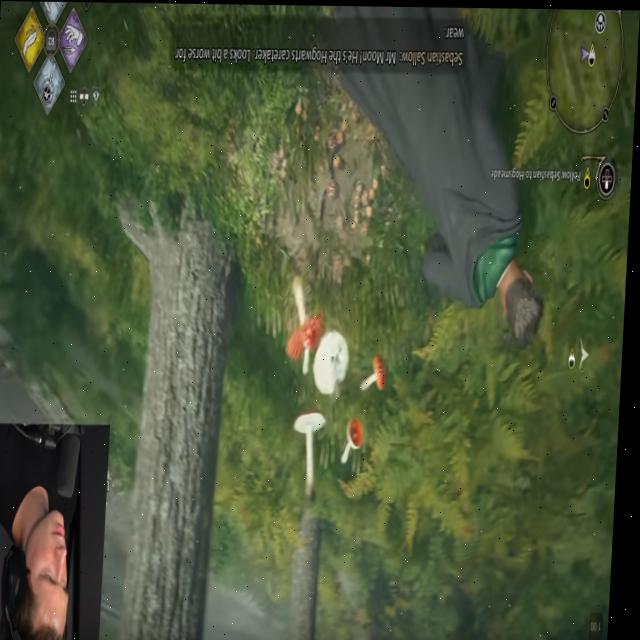 Follow Sebastian to Hogsmeade
Sebastian Sallow: Mr Moon! He's the Hogwarts caretaker. Looks a bit worse for
wear